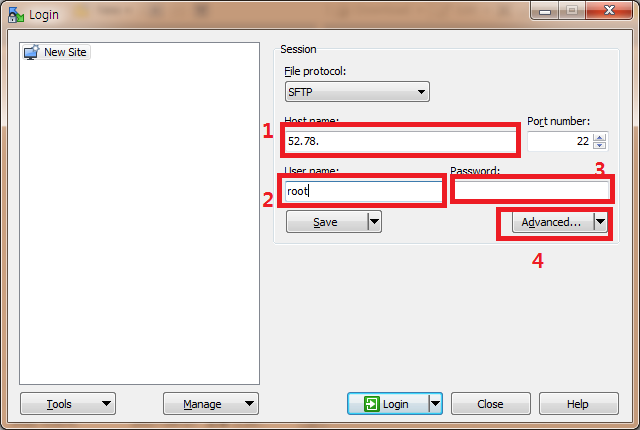 Login
New Site
Session
File protocol:
SFTP
1
Host name:
Port number:
52.78.
22
3
2
User name:
Password:
root
Save
Advanced...
4
Tools
Manage
Login
Close
Help